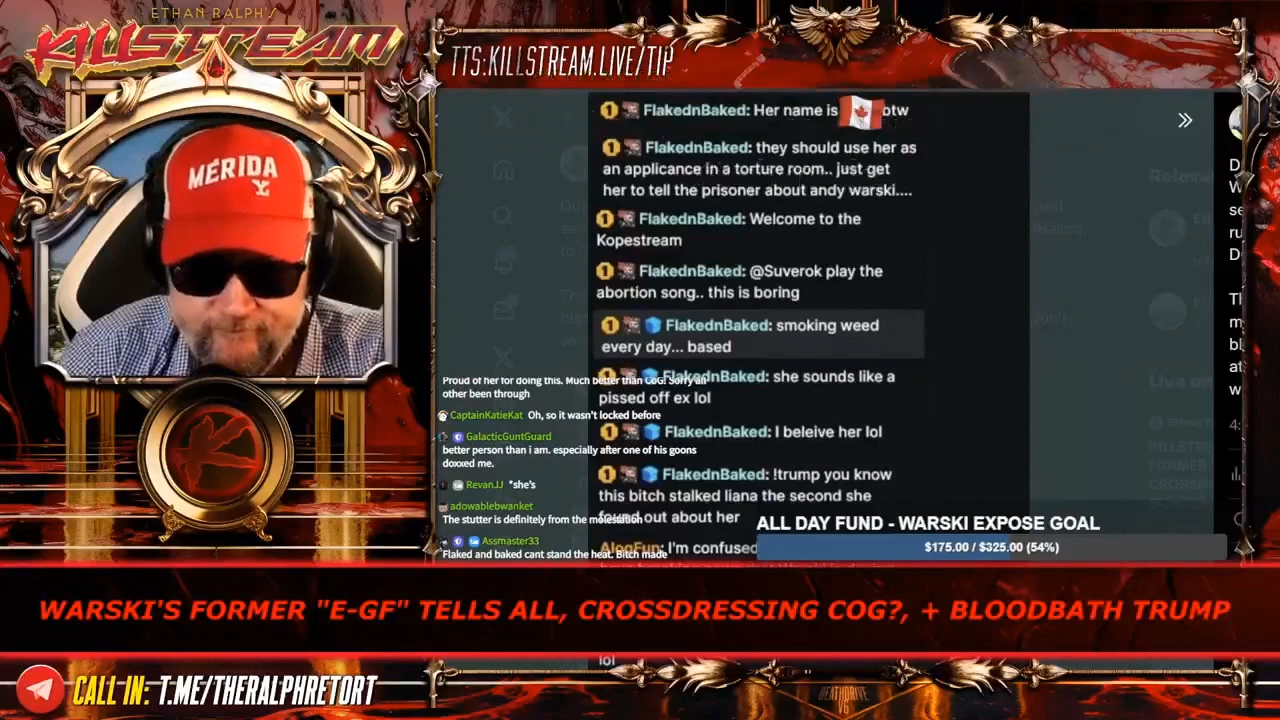 ETHAN RALPH'S
KILLSTREAM
TTS:KILLSTREAM.LIVE/TIP
MÉRIDA
Y
FlakednBaked: Her name is btw
FlakednBaked: they should use her as
an applicance in a torture room.. just get
her to tell the prisoner about andy warski....
FlakednBaked: Welcome to the
Kopestream
FlakednBaked: @Suverok play the
abortion song.. this is boring
FlakednBaked: smoking weed
every day... based
FlakednBaked: she sounds like a
pissed off ex lol
FlakednBaked: I beleive her lol
FlakednBaked: !trump you know
this bitch stalked liana the second she
found out about her
AlogFun: I'm confused
lol
Proud of her for doing this. Much better than CoG. Sorry all
other been through
CaptainKatieKat Oh, so it wasn't locked before
GalacticGuntGuard
better person than i am. especially after one of his goons
doxxed me.
RevanJJ *she's
adowablebwanket
The stutter is definitely from the molestation
Assmaster33
Flaked and baked cant stand the heat. Bitch made
ALL DAY FUND - WARSKI EXPOSE GOAL
$175.00 / $325.00 (54%)
WARSKI'S FORMER "E-GF" TELLS ALL, CROSSDRESSING COG?, + BLOODBATH TRUMP
CALL IN: T.ME/THERALPHRETORT
DEATHDRIVE
V6